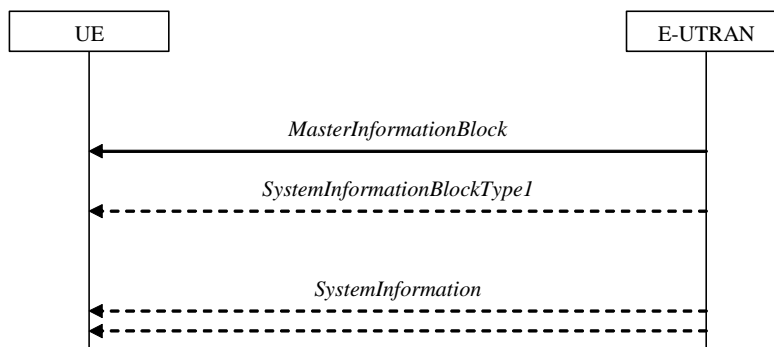 UE
E-UTRAN
MasterInformationBlock
SystemInformationBlockType1
SystemInformation